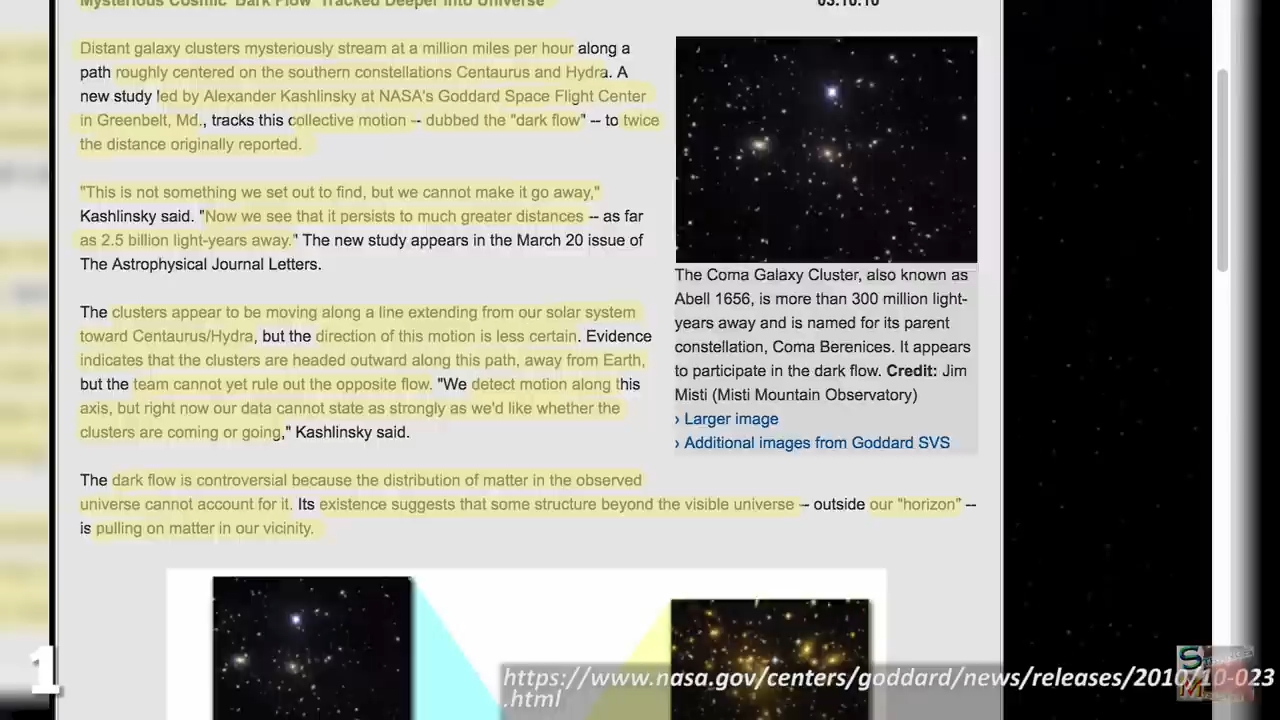 Mysterious Cosmic 'Dark Flow' Tracked Deeper into Universe
03.10.10
Distant galaxy clusters mysteriously stream at a million miles per hour along a
path roughly centered on the southern constellations Centaurus and Hydra. A
new study led by Alexander Kashlinsky at NASA's Goddard Space Flight Center
in Greenbelt, Md., tracks this collective motion -- dubbed the "dark flow" -- to twice
the distance originally reported.
"This is not something we set out to find, but we cannot make it go away,"
Kashlinsky said. "Now we see that it persists to much greater distances -- as far
as 2.5 billion light-years away." The new study appears in the March 20 issue of
The Astrophysical Journal Letters.
The clusters appear to be moving along a line extending from our solar system
toward Centaurus/Hydra, but the direction of this motion is less certain. Evidence
indicates that the clusters are headed outward along this path, away from Earth,
but the team cannot yet rule out the opposite flow. "We detect motion along this
axis, but right now our data cannot state as strongly as we'd like whether the
clusters are coming or going," Kashlinsky said.
The dark flow is controversial because the distribution of matter in the observed
universe cannot account for it. Its existence suggests that some structure beyond the visible universe -- outside our "horizon" --
is pulling on matter in our vicinity.
The Coma Galaxy Cluster, also known as
Abell 1656, is more than 300 million light-
years away and is named for its parent
constellation, Coma Berenices. It appears
to participate in the dark flow. Credit: Jim
Misti (Misti Mountain Observatory)
› Larger image
› Additional images from Goddard SVS
1
https://www.nasa.gov/centers/goddard/news/releases/2010/10-023
.html